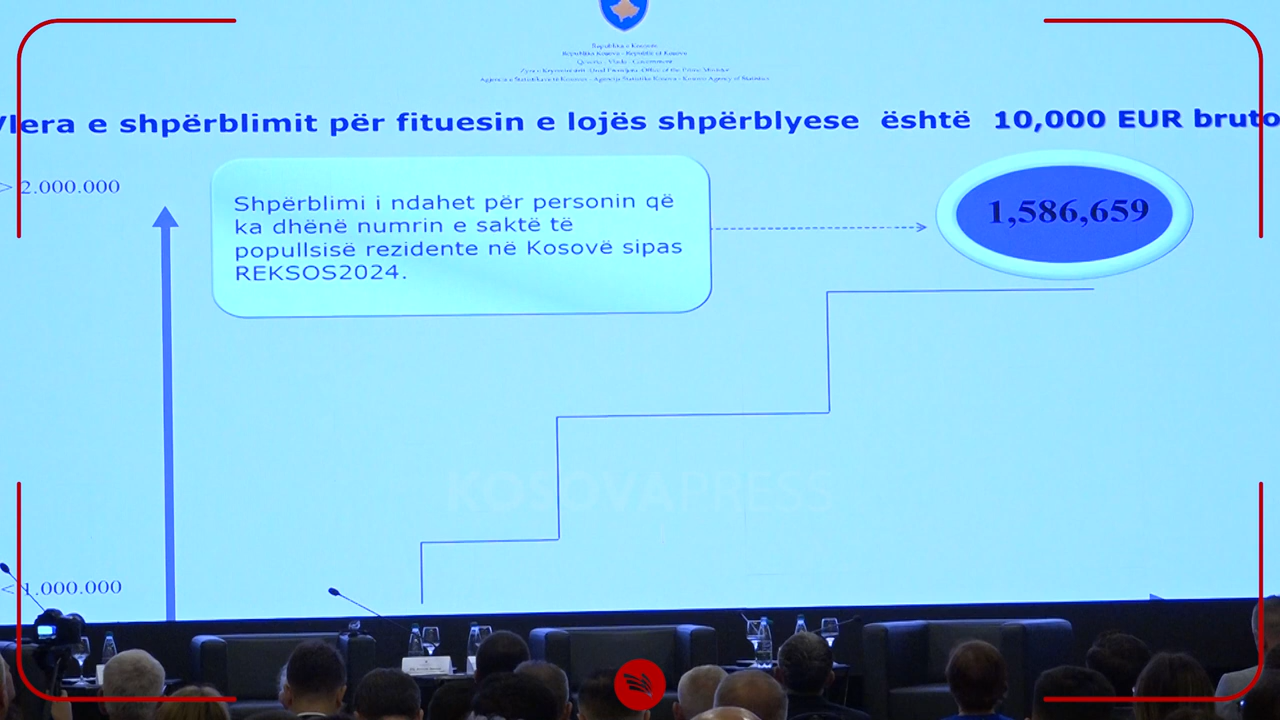 Republika e Kosovës
Republika Kosova - Republic of Kosovo
Qeveria - Vlada - Government
Zyra e Kryeministrit - Ured Premijera - Office of the Prime Minister
Agjencia e Statistikave të Kosovës - Agencija Statistika Kosova - Kosovo Agency of Statistics
Vlera e shpërblimit për fituesin e lojës shpërblyese është 10,000 EUR bruto
> 2.000.000
Shpërblimi i ndahet për personin që
ka dhënë numrin e saktë të
popullsisë rezidente në Kosovë sipas
REKSOS2024.
1,586,659
KOSOVAPRESS
< 1.000.000